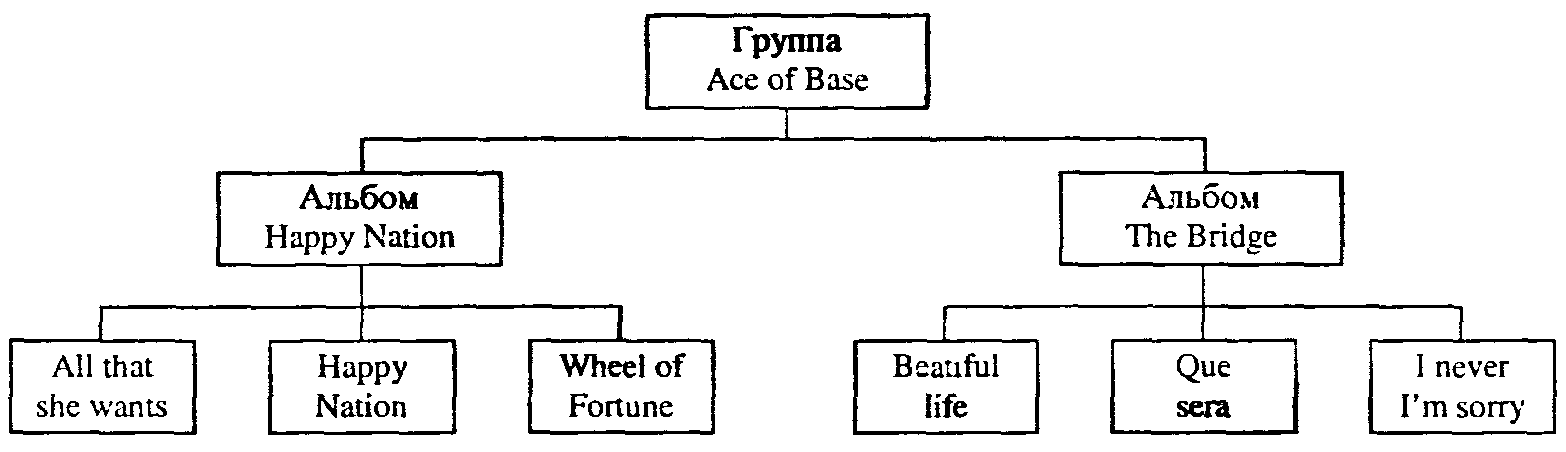 Группа
Ace of Base
Альбом
Happy Nation
Альбом
The Bridge
All that
she wants
Happy
Nation
Wheel of
Fortune
Beatiful
life
Que
sera
I never
I'm sorry